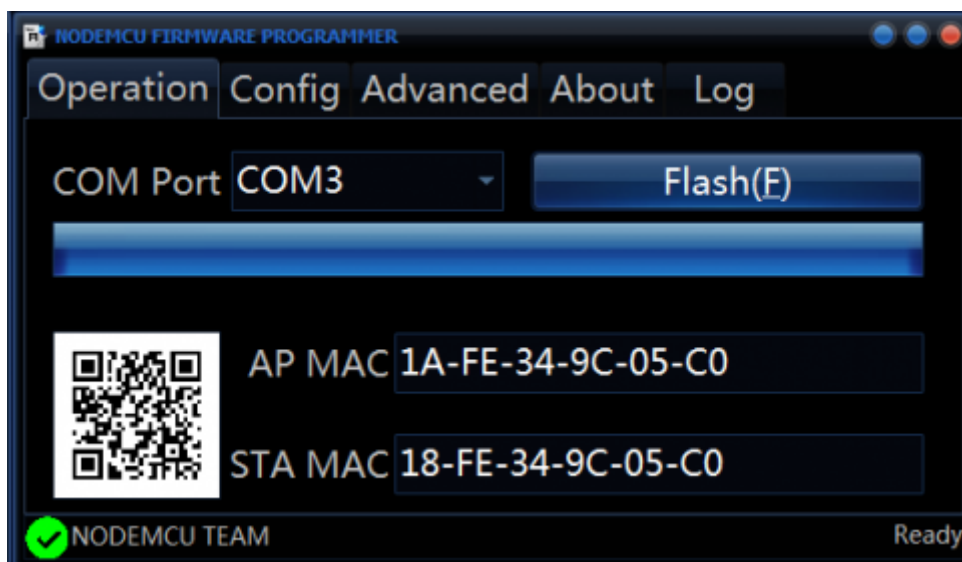 NODEMCU FIRMWARE PROGRAMMER
Operation Config Advanced About Log
COM Port COM3 Flash(F)
AP MAC 1A-FE-34-9C-05-C0
STA MAC 18-FE-34-9C-05-C0
NODEMCU TEAM Ready